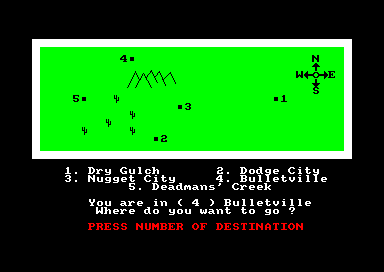 4
N
W E
S
5
3
1
2
1. Dry Gulch 2. Dodge City
3. Nugget City 4. Bulletville
5. Deadmans' Creek
You are in ( 4 ) Bulletville
Where do you want to go ?
PRESS NUMBER OF DESTINATION